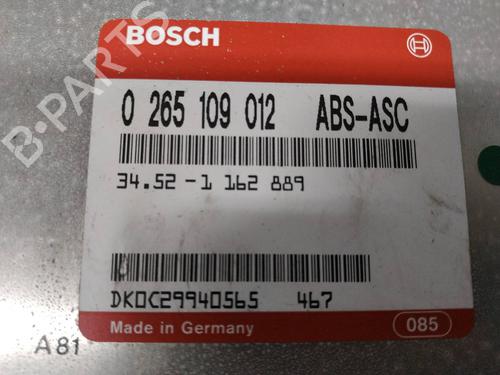 BOSCH
0 265 109 012 ABS-ASC
34.52-1 162 889
DK0C29940565 467
Made in Germany 085
A81
B-PARTS